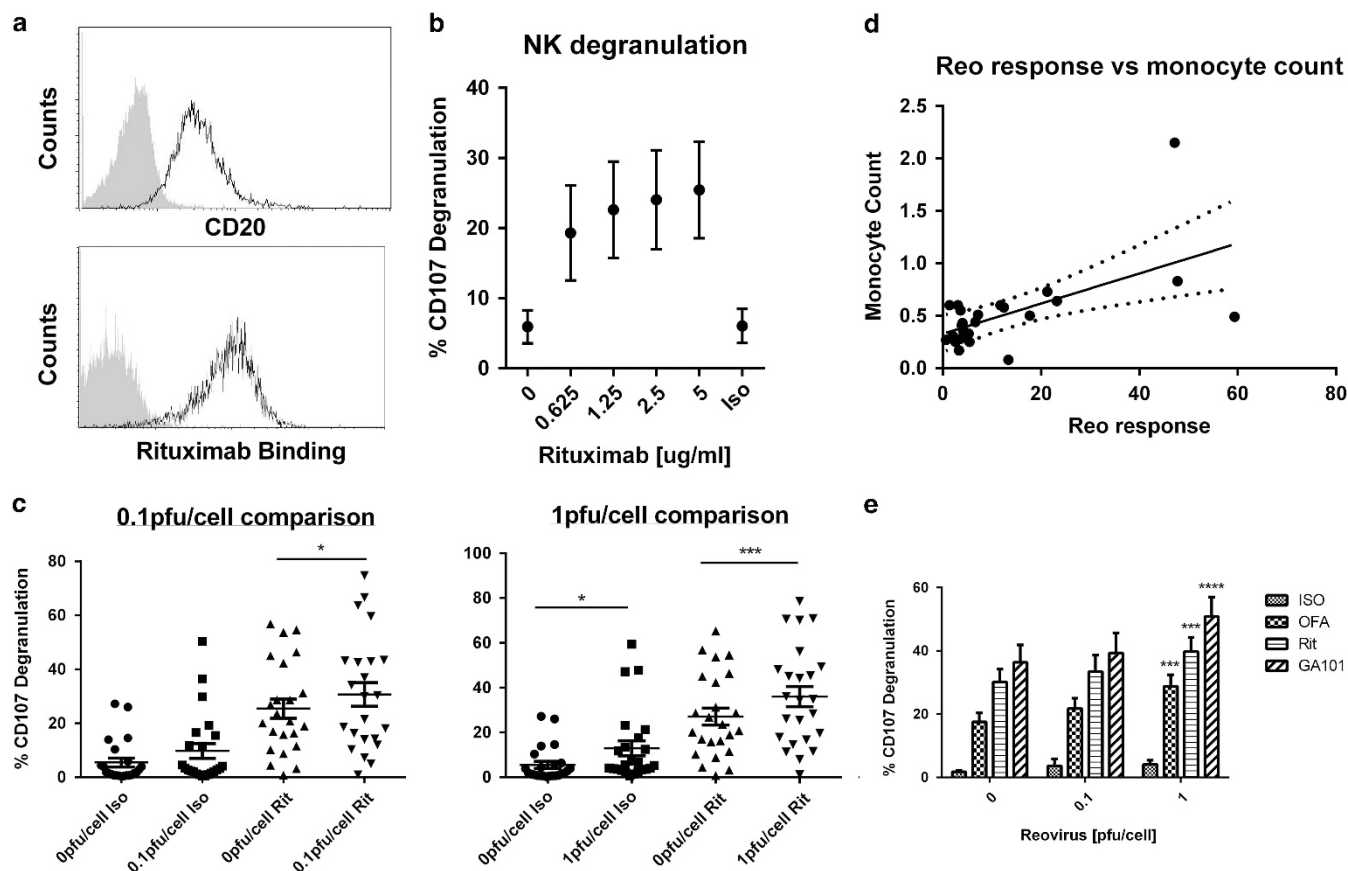 a
Counts
CD20
Counts
Rituximab Binding
b
NK degranulation
% CD107 Degranulation
40
30
20
10
0
0 0.625 1.25 2.5 5 Iso
Rituximab [ug/ml]
d
Reo response vs monocyte count
Monocyte Count
2.5
2.0
1.5
1.0
0.5
0.0
0 20 40 60 80
Reo response
c
0.1pfu/cell comparison
% CD107 Degranulation
80
60
40
20
0
*
0pfu/cell Iso
0.1pfu/cell Iso
0pfu/cell Rit
0.1pfu/cell Rit
1pfu/cell comparison
100
80
60
40
20
0
*
***
0pfu/cell Iso
1pfu/cell Iso
0pfu/cell Rit
1pfu/cell Rit
e
% CD107 Degranulation
60
40
20
0
***
***
****
0 0.1 1
Reovirus [pfu/cell]
ISO
OFA
Rit
GA101